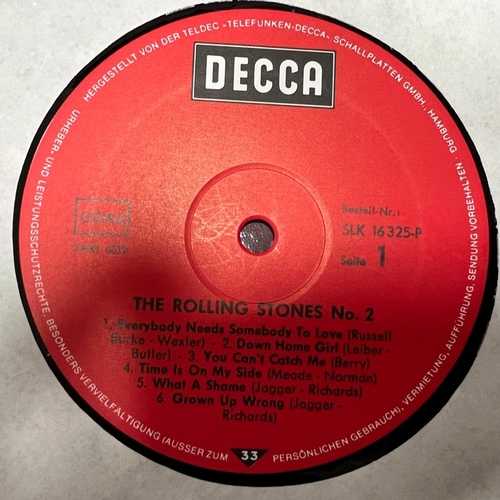 HERGESTELLT VON DER TELDEC »TELEFUNKEN-DECCA« SCHALLPLATTEN GMBH., HAMBURG
URHEBER- UND LEISTUNGSSCHUTZRECHTE, BESONDERS VERVIELFÄLTIGUNG (AUSSER ZUM PERSÖNLICHEN GEBRAUCH), VERMIETUNG, AUFFÜHRUNG, SENDUNG VORBEHALTEN
DECCA
Bestell-Nr.:
SLK 16325-P
Seite 1
THE ROLLING STONES No. 2
1. Everybody Needs Somebody To Love (Russell
Burke - Wexler) · 2. Down Home Girl (Leiber -
Butler) · 3. You Can't Catch Me (Berry)
4. Time Is On My Side (Meade - Norman)
5. What A Shame (Jagger - Richards)
6. Grown Up Wrong (Jagger -
Richards)
33